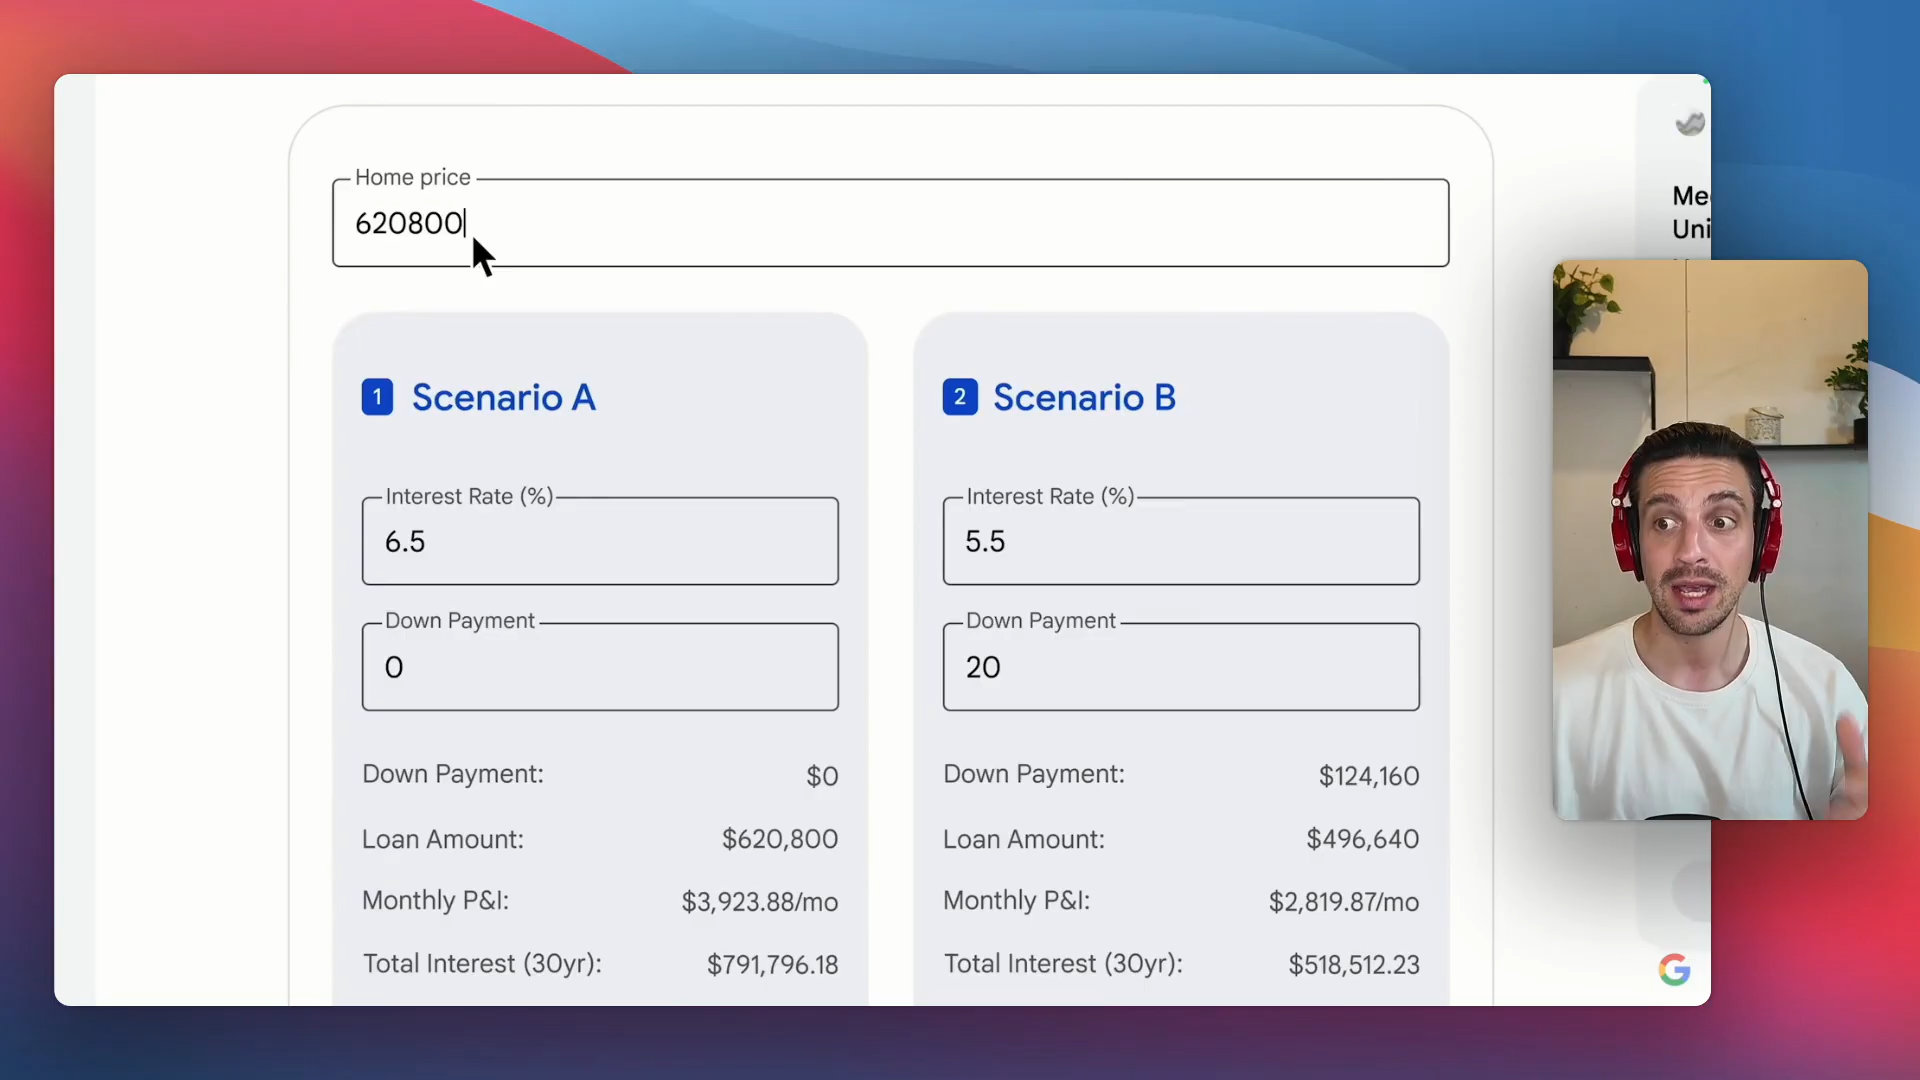 Home price
620800
1 Scenario A
Interest Rate (%)
6.5
Down Payment
0
Down Payment: $0
Loan Amount: $620,800
Monthly P&I: $3,923.88/mo
Total Interest (30yr): $791,796.18
2 Scenario B
Interest Rate (%)
5.5
Down Payment
20
Down Payment: $124,160
Loan Amount: $496,640
Monthly P&I: $2,819.87/mo
Total Interest (30yr): $518,512.23
Me
Uni
G